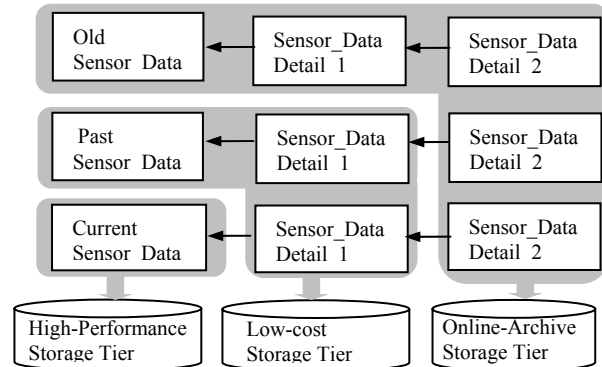 Old
Sensor Data
Sensor_Data
Detail 1
Sensor_Data
Detail 2
Past
Sensor Data
Sensor_Data
Detail 1
Sensor_Data
Detail 2
Current
Sensor Data
Sensor_Data
Detail 1
Sensor_Data
Detail 2
High-Performance
Storage Tier
Low-cost
Storage Tier
Online-Archive
Storage Tier